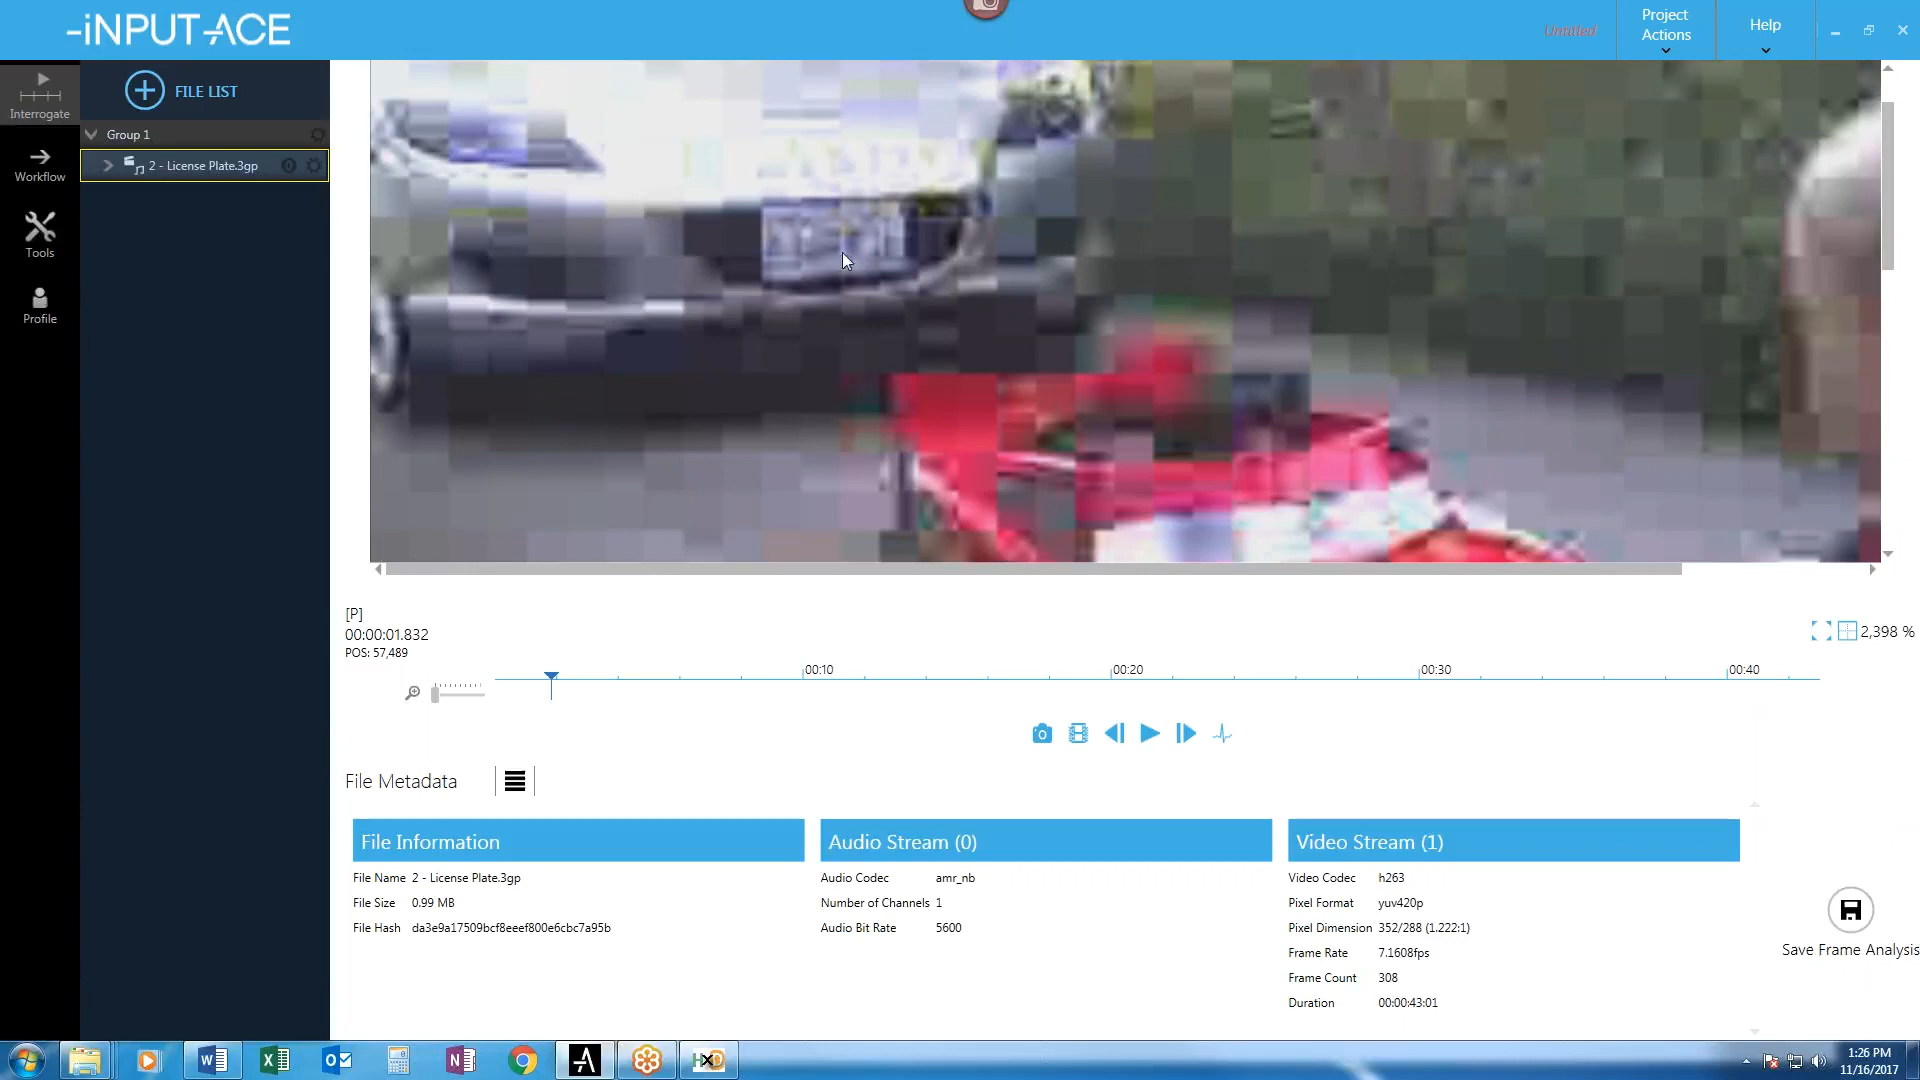 -iNPUT-ACE
Untitled
Project Actions
Help
Interrogate
FILE LIST
Group 1
2 - License Plate.3gp
Workflow
Tools
Profile
[P]
00:00:01.832
POS: 57,489
2,398 %
00:10
00:20
00:30
00:40
File Metadata
File Information
File Name 2 - License Plate.3gp
File Size 0.99 MB
File Hash da3e9a17509bcf8eeef800e6cbc7a95b
Audio Stream (0)
Audio Codec amr_nb
Number of Channels 1
Audio Bit Rate 5600
Video Stream (1)
Video Codec h263
Pixel Format yuv420p
Pixel Dimension 352/288 (1.222:1)
Frame Rate 7.1608fps
Frame Count 308
Duration 00:00:43:01
Save Frame Analysis
1:26 PM
11/16/2017